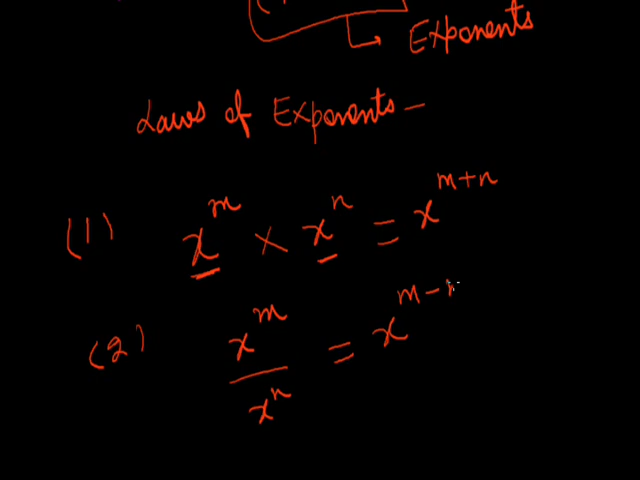 Exponents
Laws of Exponents —
(1) x^m × x^n = x^(m+n)
(2) x^m / x^n = x^(m-